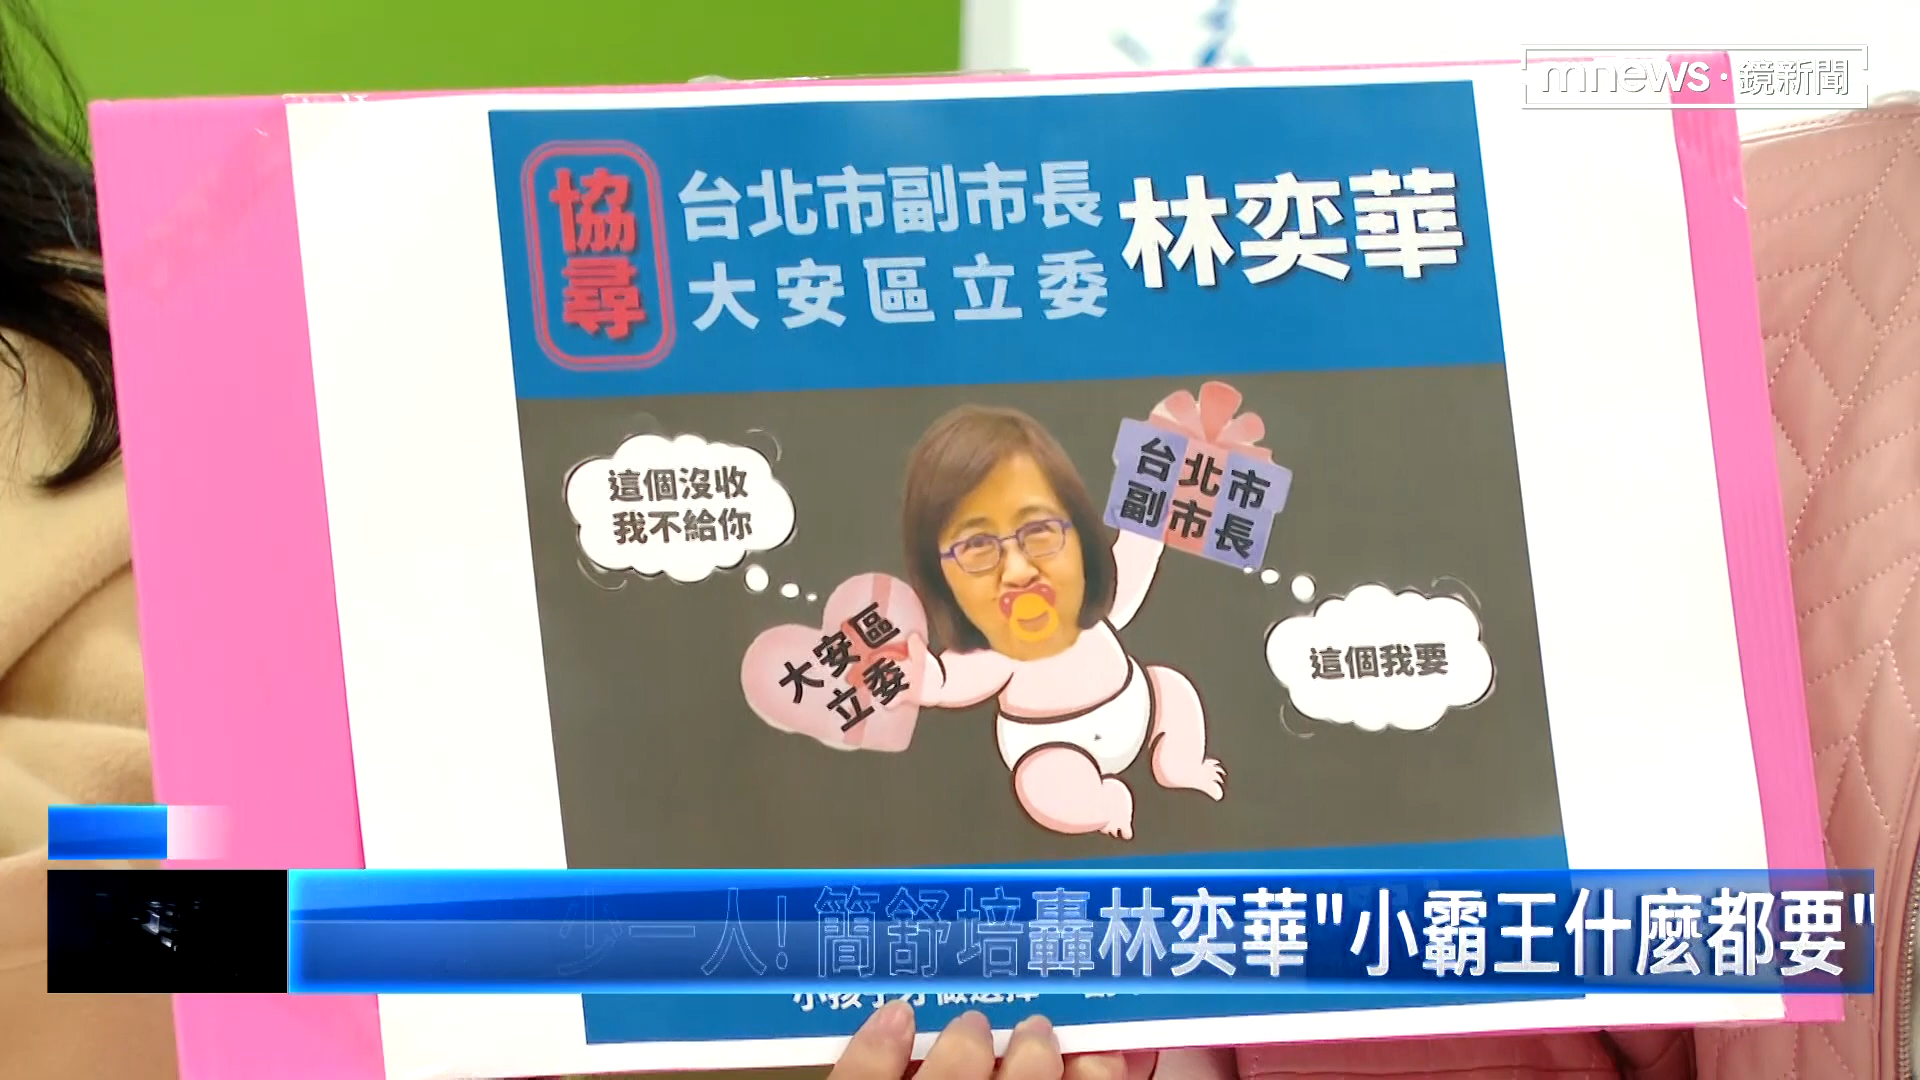 mnews·鏡新聞
協尋
台北市副市長
大安區立委
林奕華
這個沒收
我不給你
台北市
副市長
大安區
立委
這個我要
少一人!簡舒培轟林奕華"小霸王什麼都要"